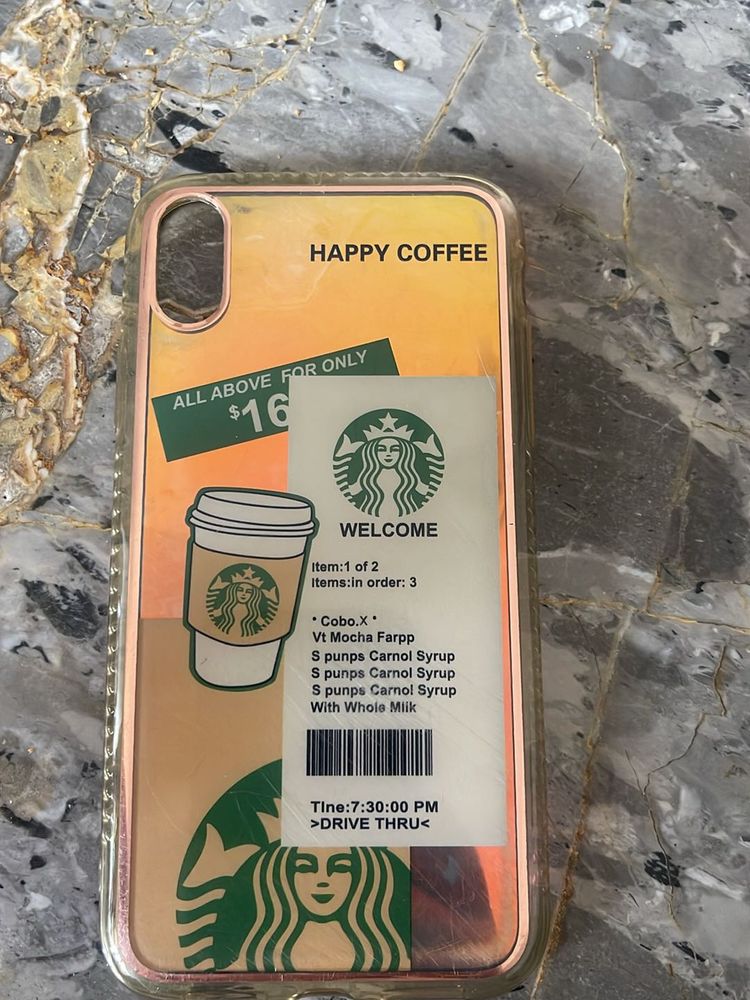 HAPPY COFFEE
ALL ABOVE FOR ONLY
$16
WELCOME
Item:1 of 2
Items:in order: 3
• Cobo.X •
Vt Mocha Farpp
S punps Carnol Syrup
S punps Carnol Syrup
S punps Carnol Syrup
With Whole Miik
TIne:7:30:00 PM
>DRIVE THRU<